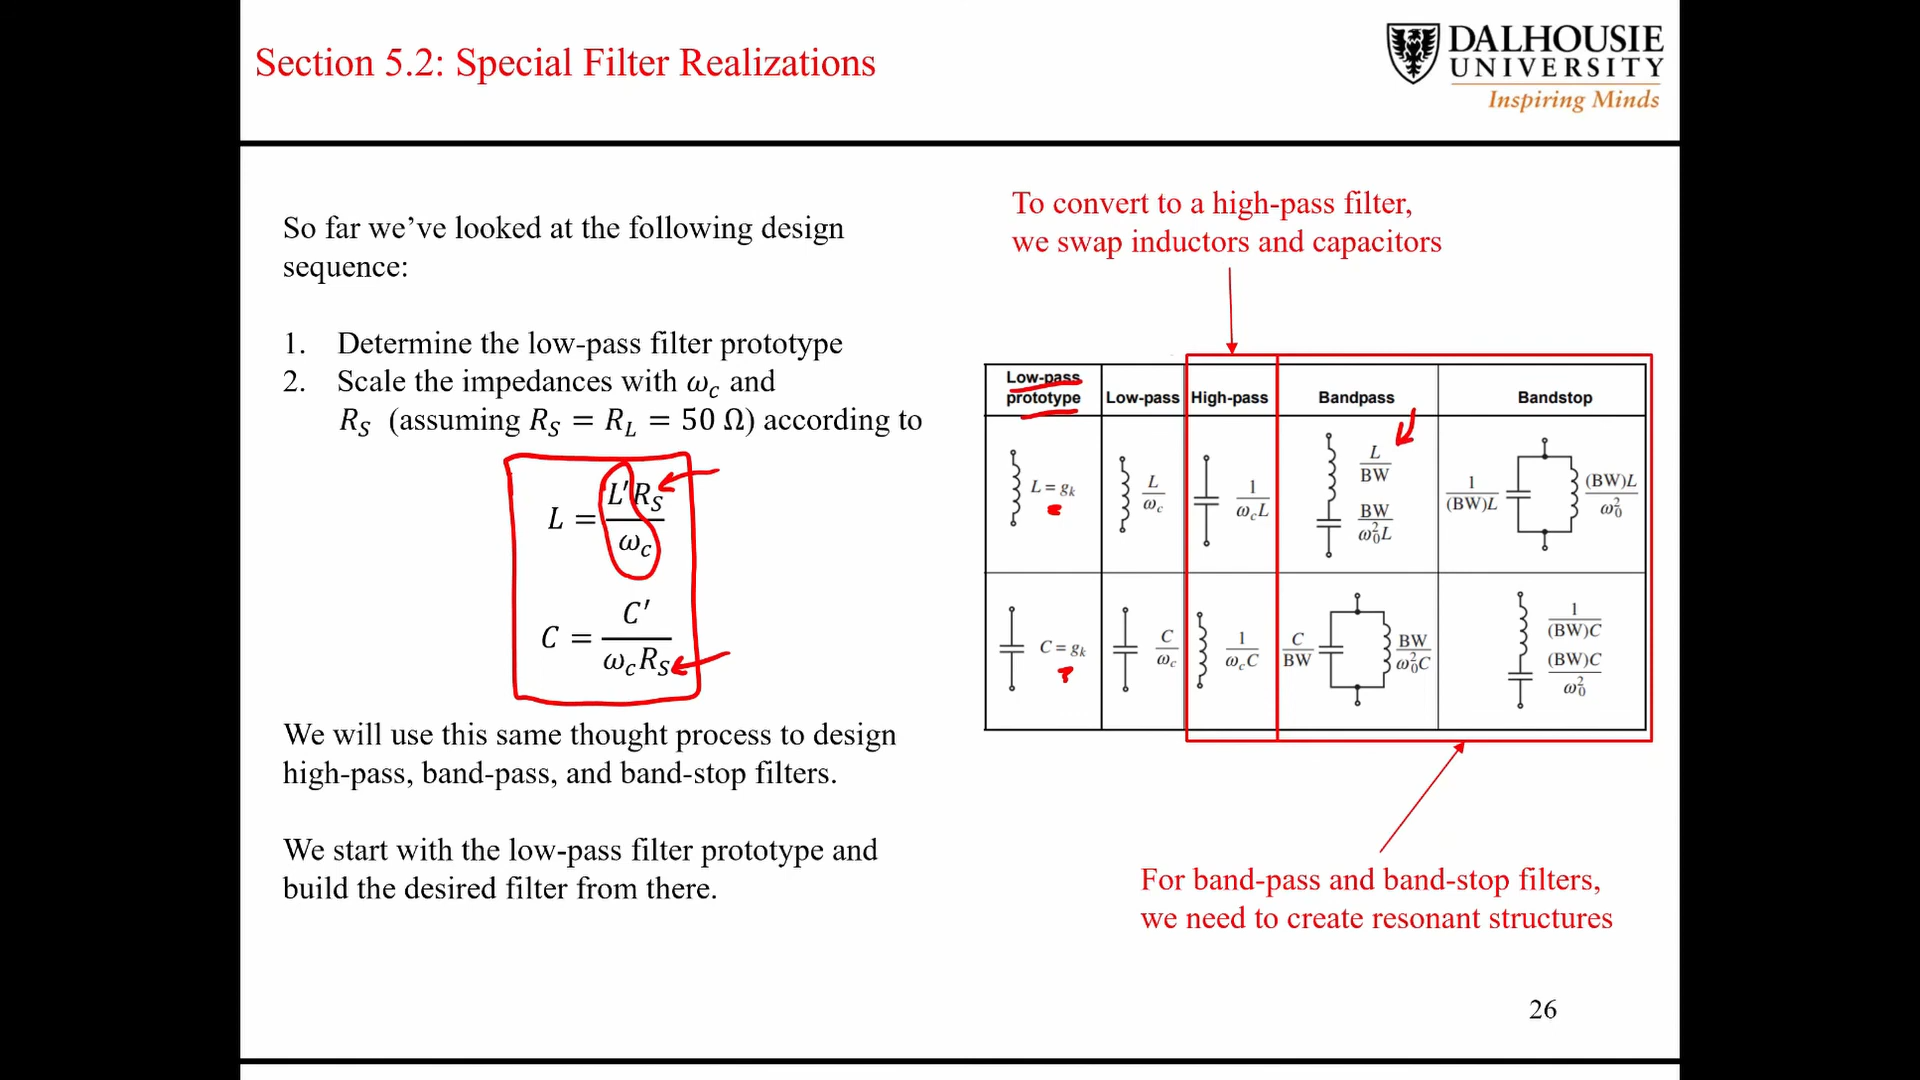 Section 5.2: Special Filter Realizations
DALHOUSIE
UNIVERSITY
Inspiring Minds
So far we've looked at the following design
sequence:
1. Determine the low-pass filter prototype
2. Scale the impedances with ω_c and
R_S (assuming R_S = R_L = 50 Ω) according to
L = L'R_S / ω_c
C = C' / ω_cR_S
We will use this same thought process to design
high-pass, band-pass, and band-stop filters.
We start with the low-pass filter prototype and
build the desired filter from there.
To convert to a high-pass filter,
we swap inductors and capacitors
Low-pass
prototype
Low-pass
High-pass
Bandpass
Bandstop
L = g_k
L / ω_c
1 / ω_cL
L / BW
BW / ω_0^2L
1 / (BW)L
(BW)L / ω_0^2
C = g_k
C / ω_c
1 / ω_cC
C / BW
BW / ω_0^2C
1 / (BW)C
(BW)C / ω_0^2
For band-pass and band-stop filters,
we need to create resonant structures
26